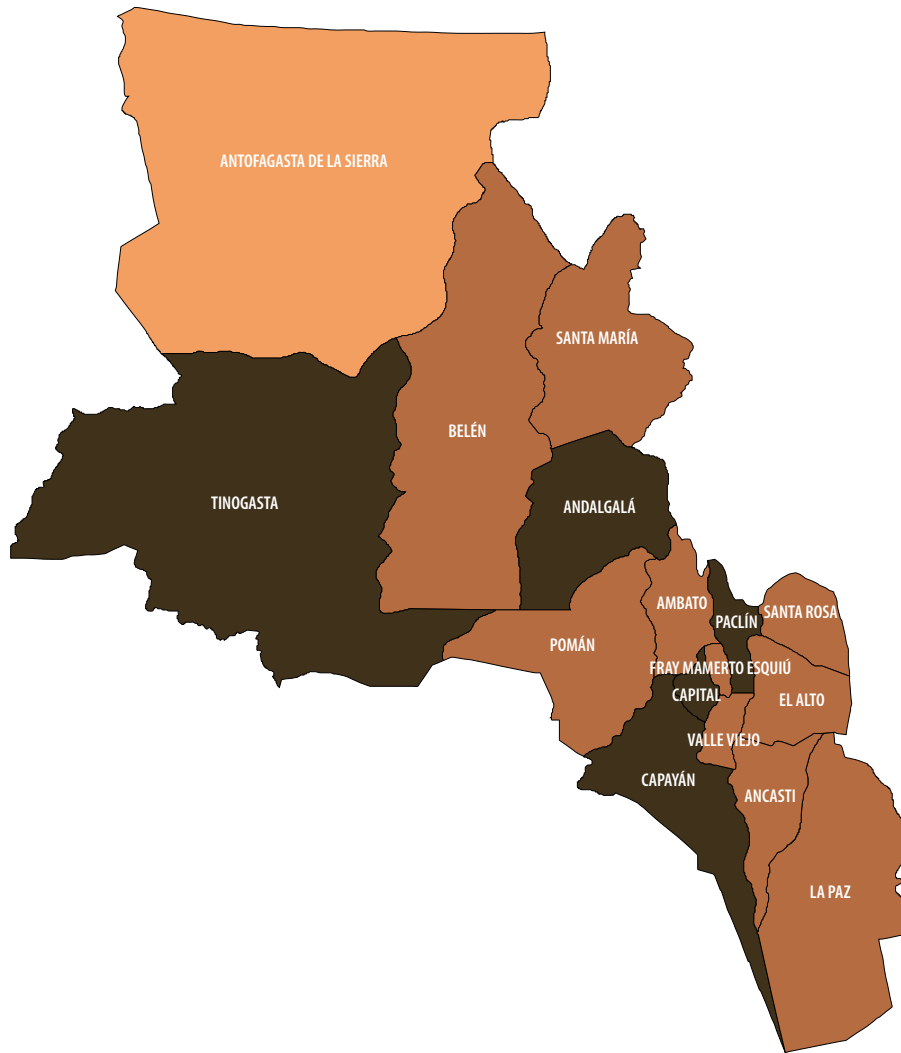 ANTOFAGASTA DE LA SIERRA
SANTA MARÍA
BELÉN
TINOGASTA
ANDALGALÁ
AMBATO
SANTA ROSA
PACLÍN
POMÁN
FRAY MAMERTO ESQUIÚ
CAPITAL
EL ALTO
VALLE VIEJO
CAPAYÁN
ANCASTI
LA PAZ